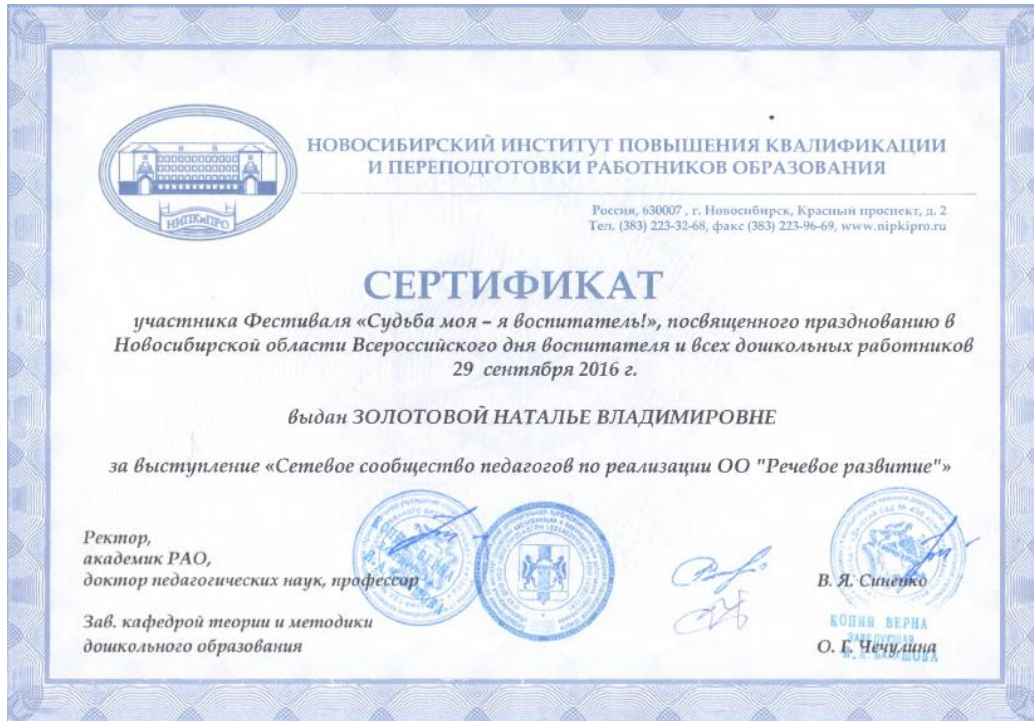 НИПКиПРО
НОВОСИБИРСКИЙ ИНСТИТУТ ПОВЫШЕНИЯ КВАЛИФИКАЦИИ
И ПЕРЕПОДГОТОВКИ РАБОТНИКОВ ОБРАЗОВАНИЯ
Россия, 630007 , г. Новосибирск, Красный проспект, д. 2
Тел. (383) 223-32-68, факс (383) 223-96-69, www.nipkipro.ru
СЕРТИФИКАТ
участника Фестиваля «Судьба моя – я воспитатель!», посвященного празднованию в
Новосибирской области Всероссийского дня воспитателя и всех дошкольных работников
29 сентября 2016 г.
выдан ЗОЛОТОВОЙ НАТАЛЬЕ ВЛАДИМИРОВНЕ
за выступление «Сетевое сообщество педагогов по реализации ОО "Речевое развитие"»
Ректор,
академик РАО,
доктор педагогических наук, профессор
В. Я. Синенко
Зав. кафедрой теории и методики
дошкольного образования
О. Г. Чечулина
КОПИЯ ВЕРНА
ЗАВЕДУЮЩАЯ
КОПИЯ ВЕРНА